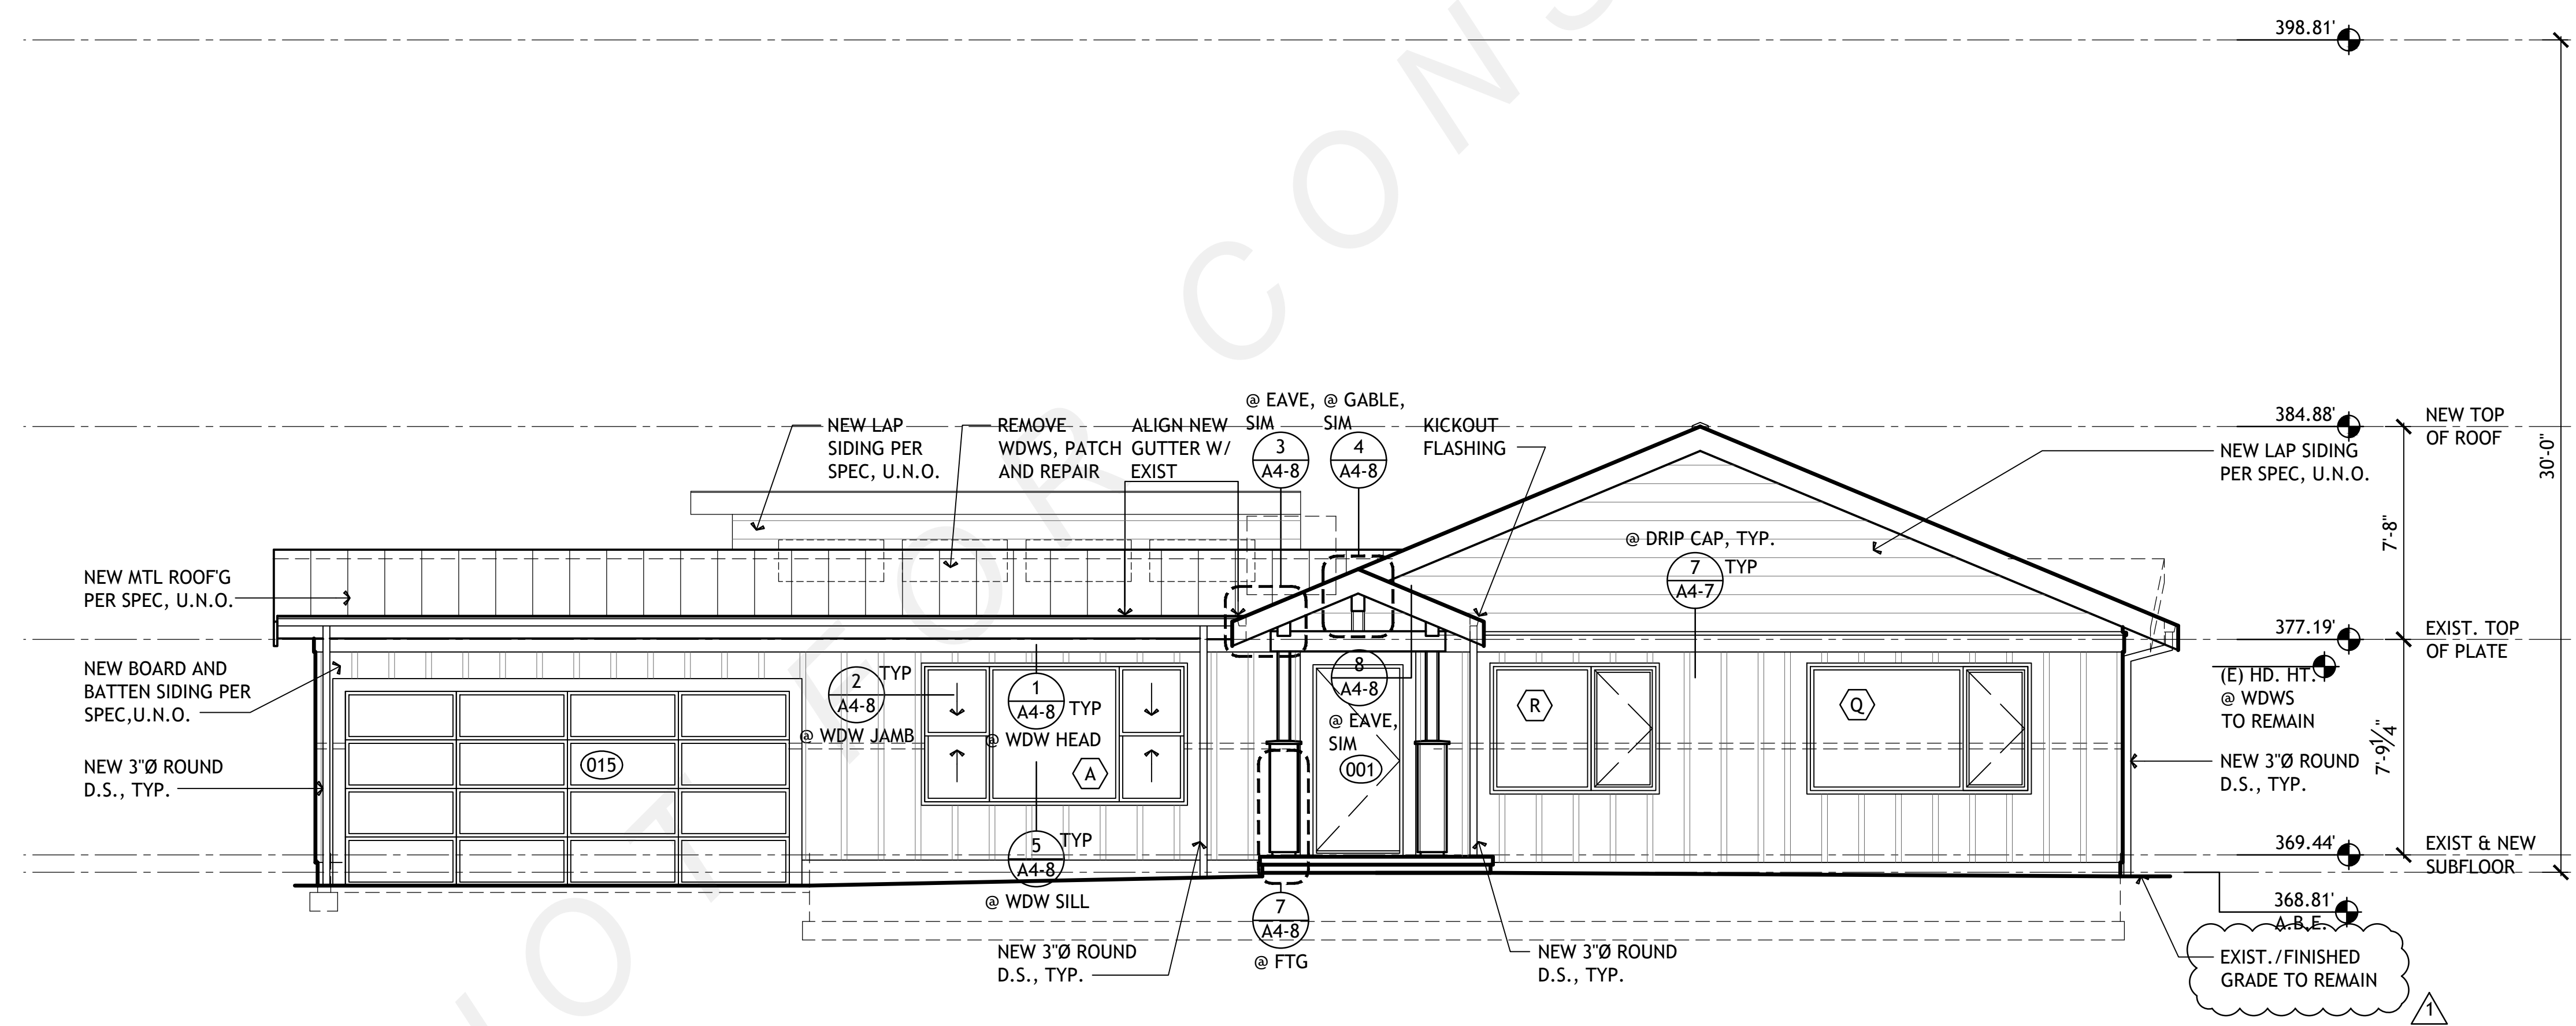 398.81'
30'-0"
NOT FOR CONS
384.88'
NEW TOP
OF ROOF
7'-8"
377.19'
EXIST. TOP
OF PLATE
(E) HD. HT.
@ WDWS
TO REMAIN
7'-9¼"
369.44'
EXIST & NEW
SUBFLOOR
368.81'
A.B.E.
EXIST./FINISHED
GRADE TO REMAIN
1
NEW LAP
SIDING PER
SPEC, U.N.O.
REMOVE
WDWS, PATCH
AND REPAIR
ALIGN NEW
GUTTER W/
EXIST
@ EAVE,
SIM
3
A4-8
@ GABLE,
SIM
4
A4-8
KICKOUT
FLASHING
NEW LAP SIDING
PER SPEC, U.N.O.
@ DRIP CAP, TYP.
7
A4-7
TYP
NEW MTL ROOF'G
PER SPEC, U.N.O.
NEW BOARD AND
BATTEN SIDING PER
SPEC,U.N.O.
NEW 3"Ø ROUND
D.S., TYP.
015
2
A4-8
TYP
@ WDW JAMB
1
A4-8
TYP
@ WDW HEAD
A
5
A4-8
TYP
@ WDW SILL
8
A4-8
@ EAVE,
SIM
001
R
Q
NEW 3"Ø ROUND
D.S., TYP.
NEW 3"Ø ROUND
D.S., TYP.
7
A4-8
@ FTG
NEW 3"Ø ROUND
D.S., TYP.